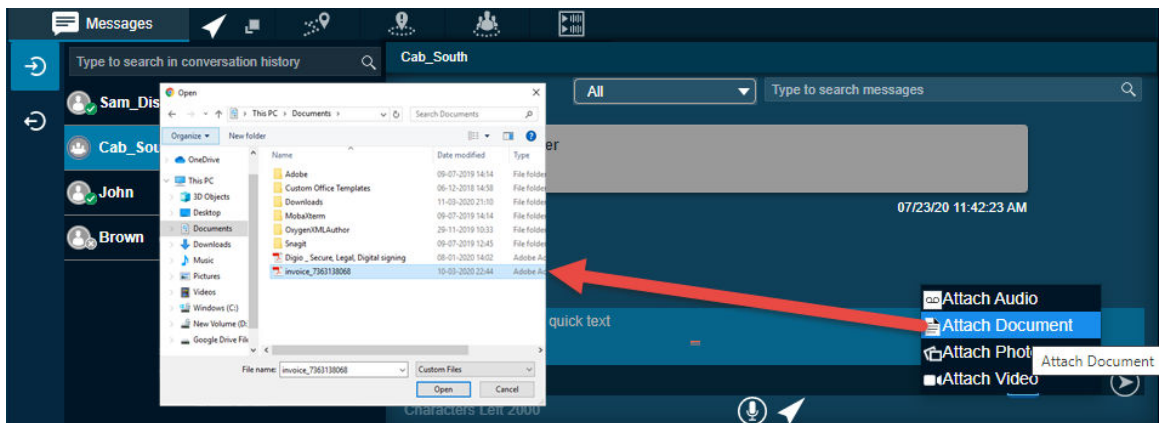 Messages
Type to search in conversation history
Cab_South
All
Type to search messages
Sam_Dis
Cab_Sou
John
Brown
er
07/23/20 11:42:23 AM
quick text
Characters Left 2000
Open
This PC > Documents >
Search Documents
Organize
New folder
OneDrive
This PC
3D Objects
Desktop
Documents
Downloads
Music
Pictures
Videos
Windows (C:)
New Volume (D:
Google Drive File
Name Date modified Type
Adobe 09-07-2019 14:14 File folder
Custom Office Templates 06-12-2018 14:58 File folder
Downloads 11-03-2020 21:10 File folder
MobaXterm 09-07-2019 14:14 File folder
OxygenXMLAuthor 29-11-2019 10:33 File folder
Snagit 09-07-2019 12:45 File folder
Digio _ Secure, Legal, Digital signing 08-01-2020 14:02 Adobe Ac
invoice_7363138068 10-03-2020 22:44 Adobe Ac
File name: invoice_7363138068 Custom Files
Open Cancel
Attach Audio
Attach Document
Attach Phot
Attach Document
Attach Video